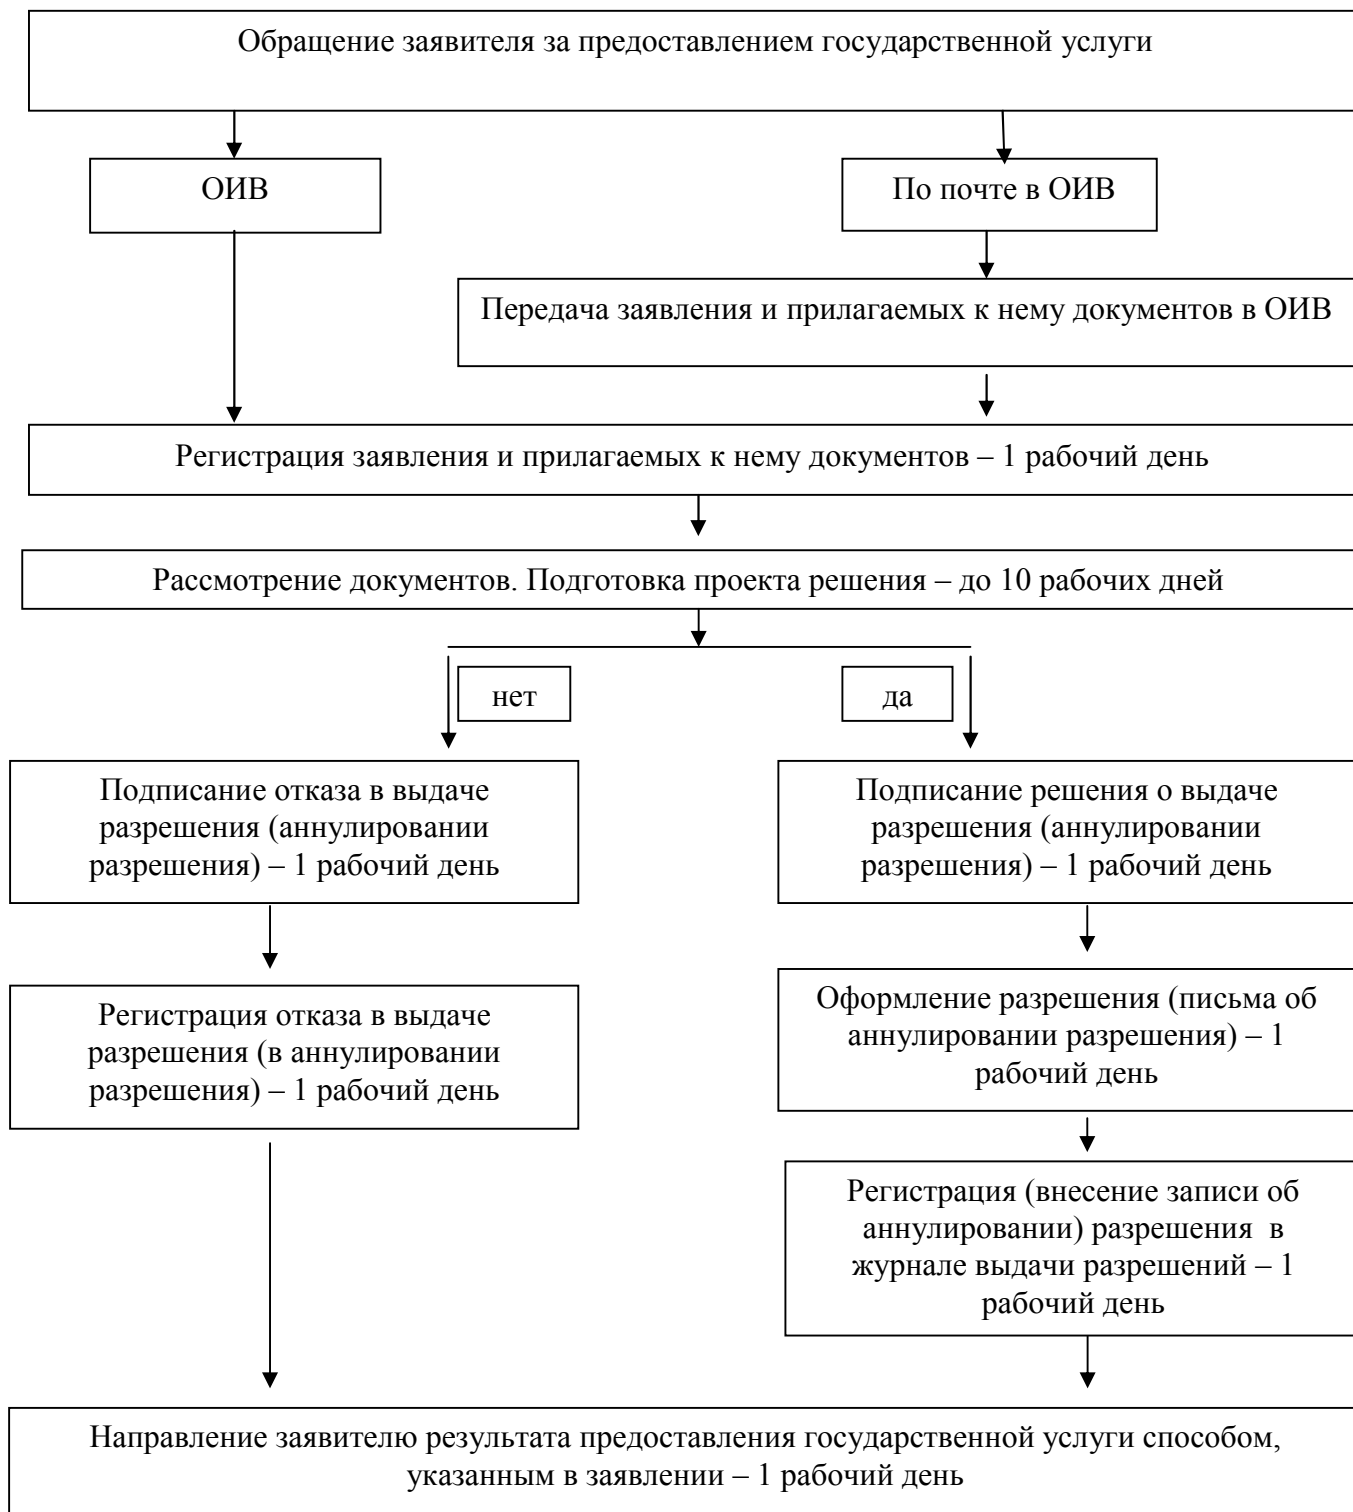 Обращение заявителя за предоставлением государственной услуги
ОИВ
По почте в ОИВ
Передача заявления и прилагаемых к нему документов в ОИВ
Регистрация заявления и прилагаемых к нему документов – 1 рабочий день
Рассмотрение документов. Подготовка проекта решения – до 10 рабочих дней
нет
да
Подписание отказа в выдаче
разрешения (аннулировании
разрешения) – 1 рабочий день
Подписание решения о выдаче
разрешения (аннулировании
разрешения) – 1 рабочий день
Регистрация отказа в выдаче
разрешения (в аннулировании
разрешения) – 1 рабочий день
Оформление разрешения (письма об
аннулировании разрешения) – 1
рабочий день
Регистрация (внесение записи об
аннулировании) разрешения  в
журнале выдачи разрешений – 1
рабочий день
Направление заявителю результата предоставления государственной услуги способом,
указанным в заявлении – 1 рабочий день